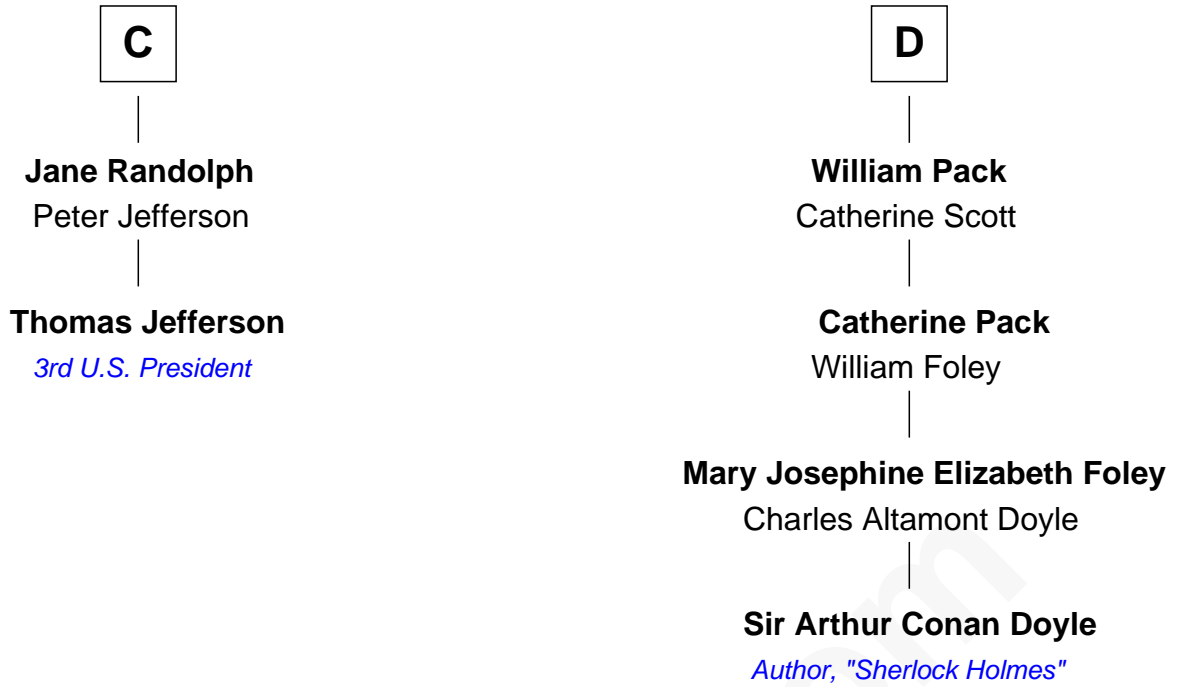 C
Jane Randolph
Peter Jefferson
Thomas Jefferson
3rd U.S. President
D
William Pack
Catherine Scott
Catherine Pack
William Foley
Mary Josephine Elizabeth Foley
Charles Altamont Doyle
Sir Arthur Conan Doyle
Author, "Sherlock Holmes"
om